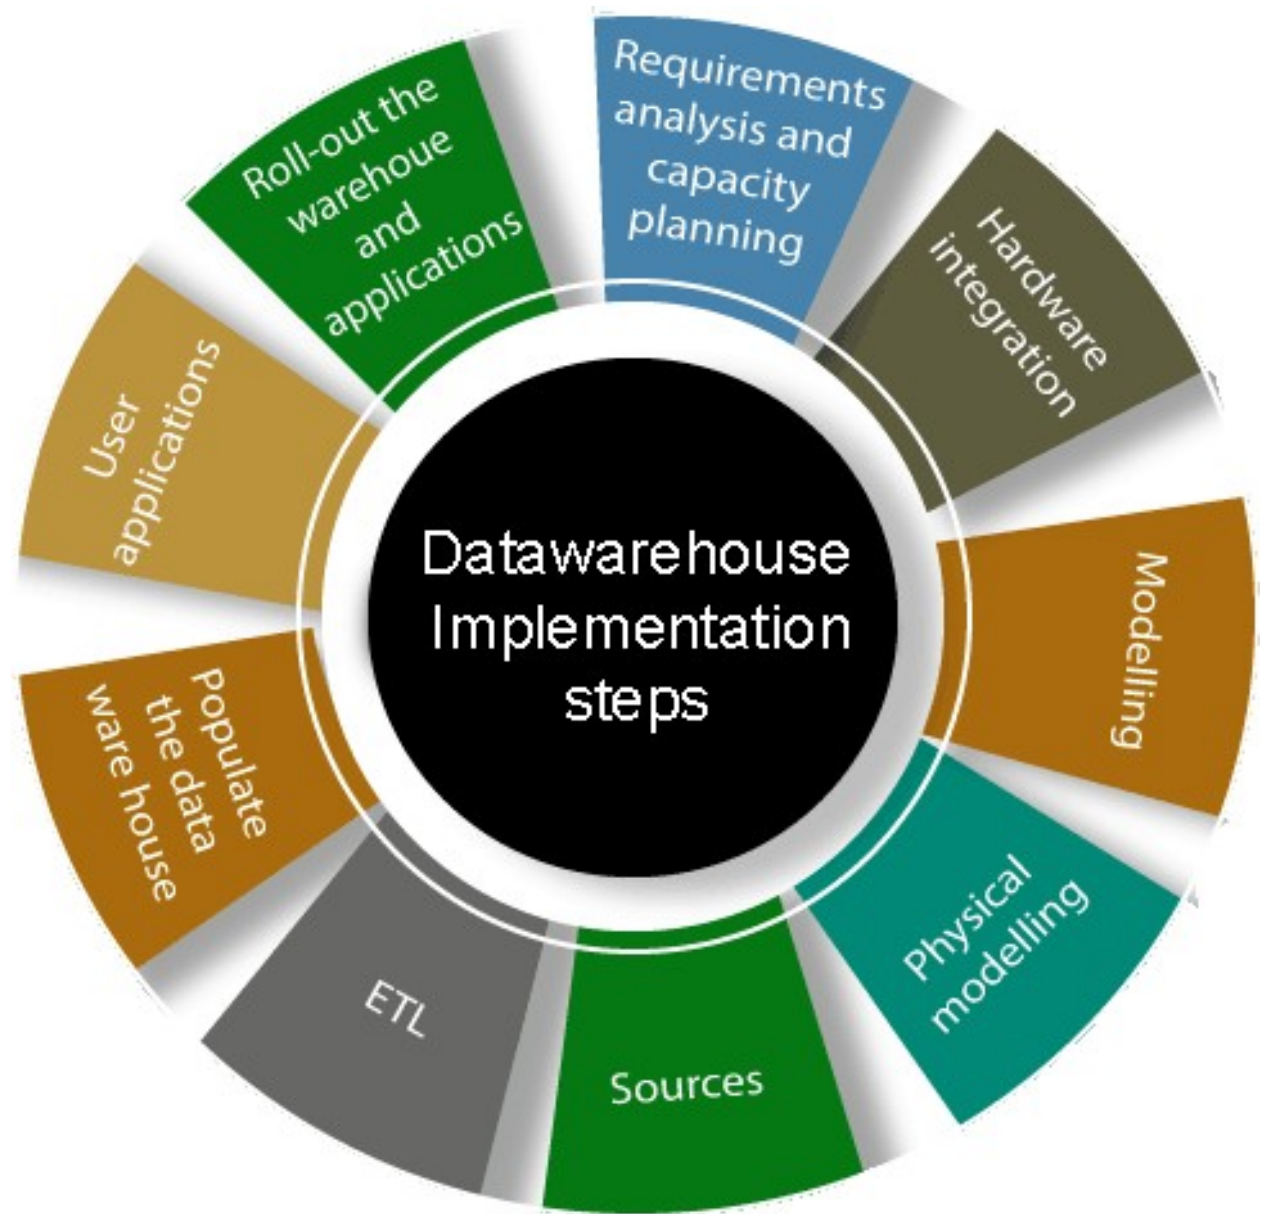 Requirements
analysis and
capacity
planning
Hardware
integration
Modelling
Physical
modelling
Sources
ETL
Populate
the data
ware house
User
applications
Roll-out the
warehoue
and
applications
Datawarehouse
Implementation
steps